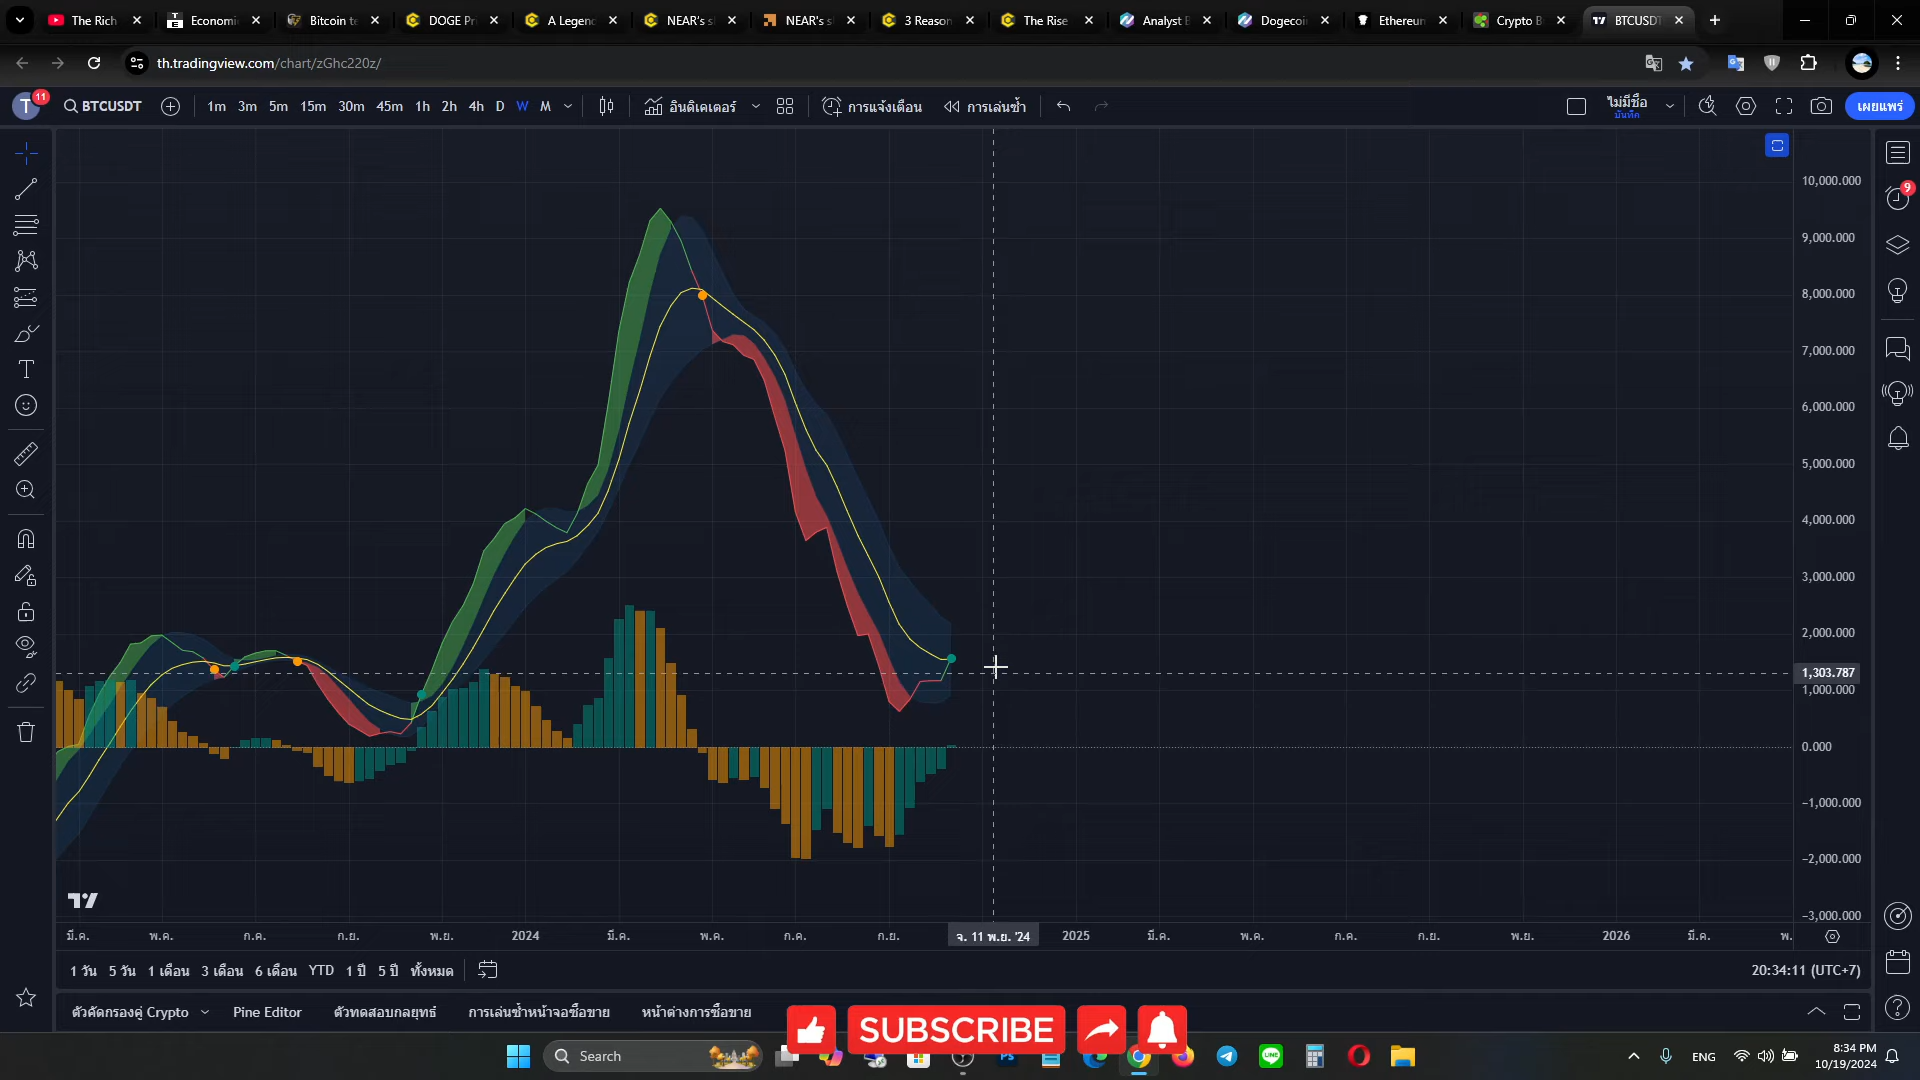 The Rich
Economi
Bitcoin te
DOGE Pri
A Legen
NEAR's s
NEAR's s
3 Reason
The Rise
Analyst B
Dogecoi
Ethereun
Crypto B
BTCUSDT
th.tradingview.com/chart/zGhc220z/
T
11
BTCUSDT
1m 3m 5m 15m 30m 45m 1h 2h 4h D W M
อินดิเคเตอร์
การแจ้งเตือน
การเล่นซ้ำ
ไม่มีชื่อ
บันทึก
เผยแพร่
9
10,000.000
9,000.000
8,000.000
7,000.000
6,000.000
5,000.000
4,000.000
3,000.000
2,000.000
1,303.787
1,000.000
0.000
−1,000.000
−2,000.000
−3,000.000
มี.ค. พ.ค. ก.ค. ก.ย. พ.ย. 2024 มี.ค. พ.ค. ก.ค. ก.ย. จ. 11 พ.ย. '24 2025 มี.ค. พ.ค. ก.ค. ก.ย. พ.ย. 2026 มี.ค. พ.
1 วัน 5 วัน 1 เดือน 3 เดือน 6 เดือน YTD 1 ปี 5 ปี ทั้งหมด
20:34:11 (UTC+7)
ตัวคัดกรองคู่ Crypto
Pine Editor
ตัวทดสอบกลยุทธ์
การเล่นซ้ำหน้าจอซื้อขาย
หน้าต่างการซื้อขาย
SUBSCRIBE
Search
Ps
LINE
ENG
8:34 PM
10/19/2024